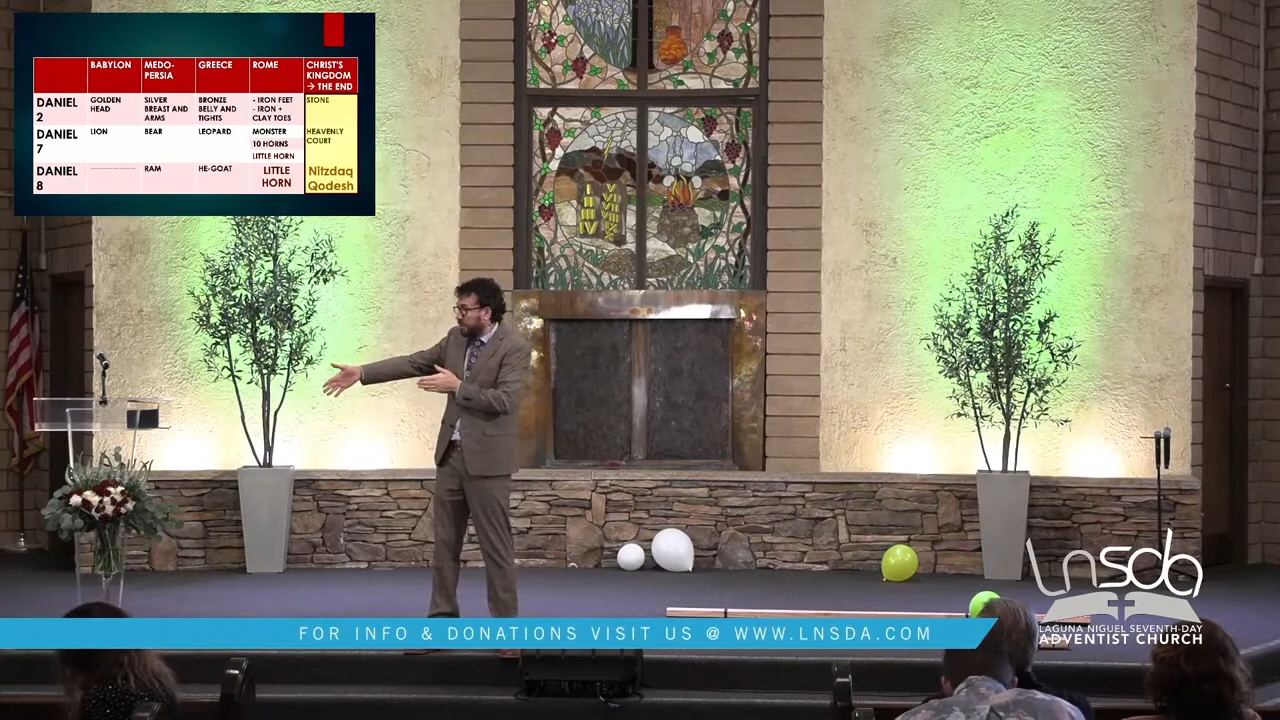 BABYLON
MEDO-
PERSIA
GREECE
ROME
CHRIST'S
KINGDOM
→ THE END
DANIEL
2
GOLDEN
HEAD
SILVER
BREAST AND
ARMS
BRONZE
BELLY AND
TIGHTS
- IRON FEET
- IRON +
CLAY TOES
STONE
DANIEL
7
LION
BEAR
LEOPARD
MONSTER
10 HORNS
LITTLE HORN
HEAVENLY
COURT
DANIEL
8
RAM
HE-GOAT
LITTLE
HORN
Nitzdaq
Qodesh
FOR INFO & DONATIONS VISIT US @ WWW.LNSDA.COM
Lnsda
LAGUNA NIGUEL SEVENTH-DAY
ADVENTIST CHURCH